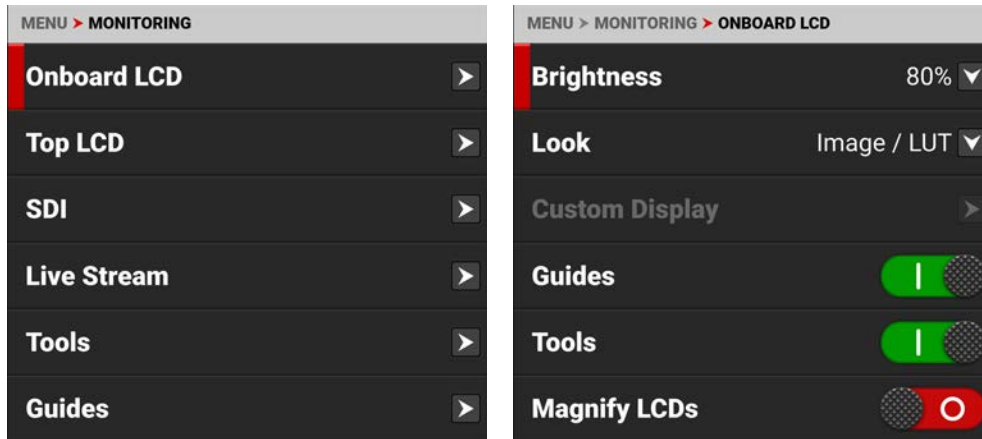 MENU > MONITORING
Onboard LCD
Top LCD
SDI
Live Stream
Tools
Guides
MENU > MONITORING > ONBOARD LCD
Brightness 80%
Look Image / LUT
Custom Display
Guides
Tools
Magnify LCDs